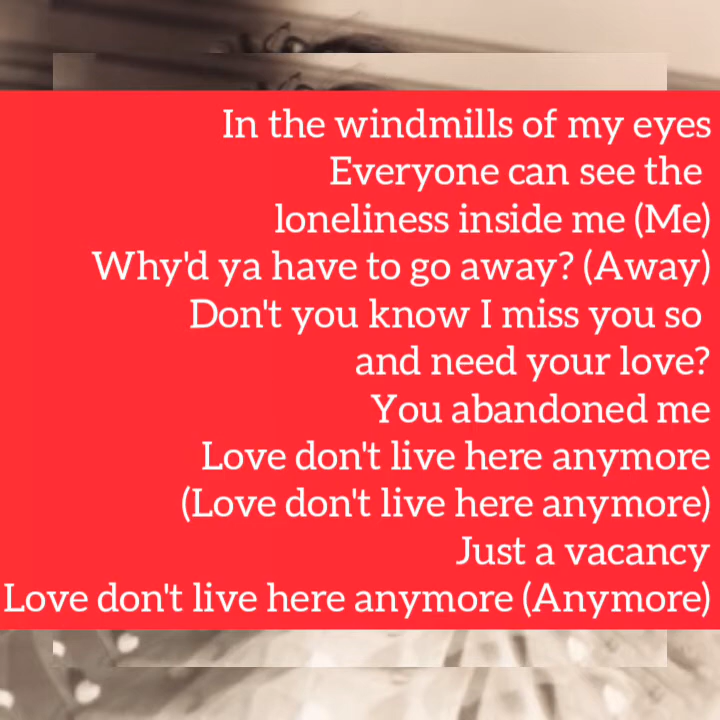 In the windmills of my eyes
Everyone can see the
loneliness inside me (Me)
Why'd ya have to go away? (Away)
Don't you know I miss you so
and need your love?
You abandoned me
Love don't live here anymore
(Love don't live here anymore)
Just a vacancy
Love don't live here anymore (Anymore)